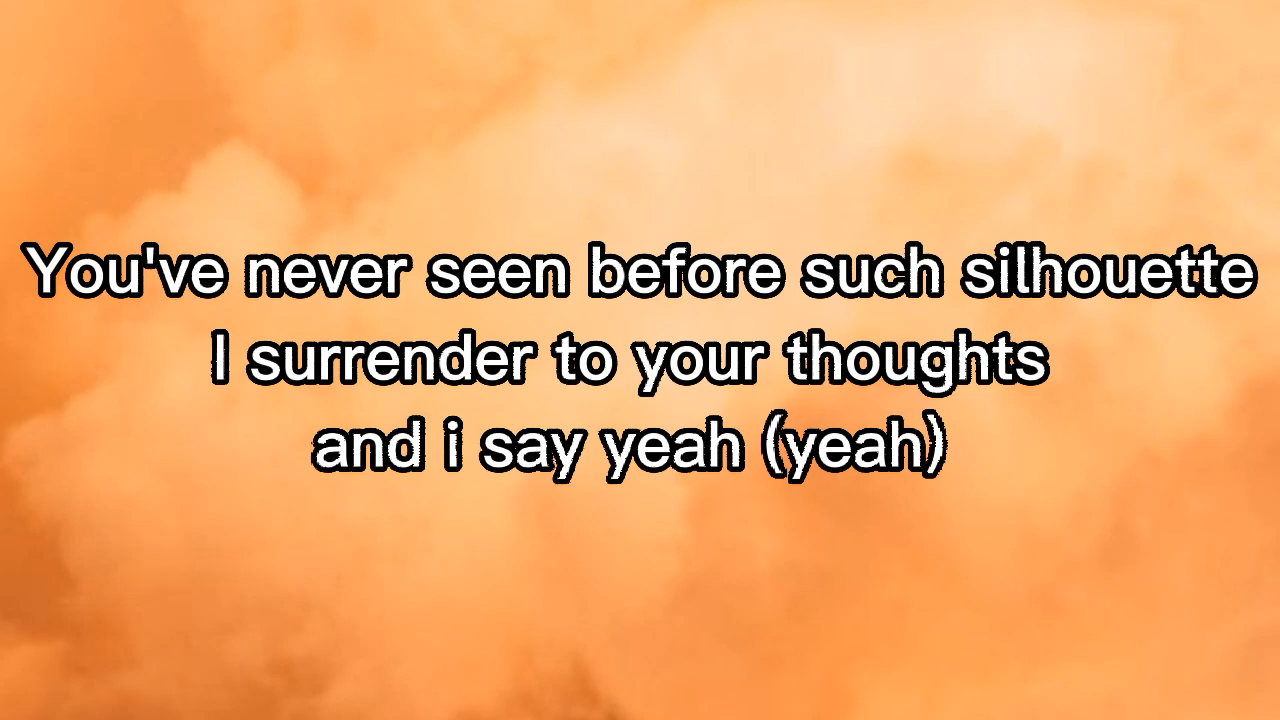 You've never seen before such silhouette
I surrender to your thoughts
and i say yeah (yeah)